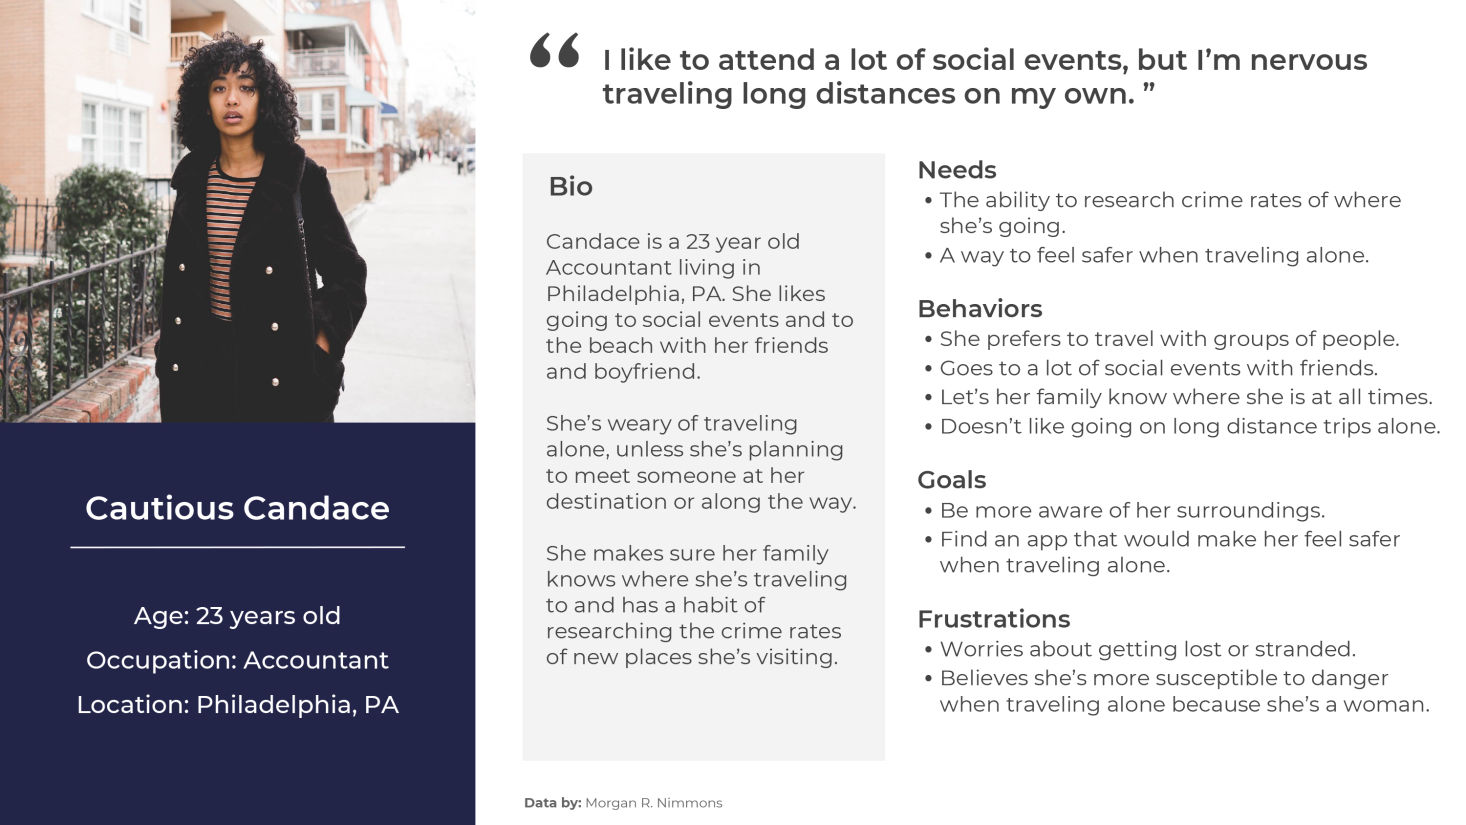 “ I like to attend a lot of social events, but I’m nervous
traveling long distances on my own. ”
Cautious Candace
Age: 23 years old
Occupation: Accountant
Location: Philadelphia, PA
Bio
Candace is a 23 year old
Accountant living in
Philadelphia, PA. She likes
going to social events and to
the beach with her friends
and boyfriend.
She’s weary of traveling
alone, unless she’s planning
to meet someone at her
destination or along the way.
She makes sure her family
knows where she’s traveling
to and has a habit of
researching the crime rates
of new places she’s visiting.
Needs
• The ability to research crime rates of where
she’s going.
• A way to feel safer when traveling alone.
Behaviors
• She prefers to travel with groups of people.
• Goes to a lot of social events with friends.
• Let’s her family know where she is at all times.
• Doesn’t like going on long distance trips alone.
Goals
• Be more aware of her surroundings.
• Find an app that would make her feel safer
when traveling alone.
Frustrations
• Worries about getting lost or stranded.
• Believes she’s more susceptible to danger
when traveling alone because she’s a woman.
Data by: Morgan R. Nimmons